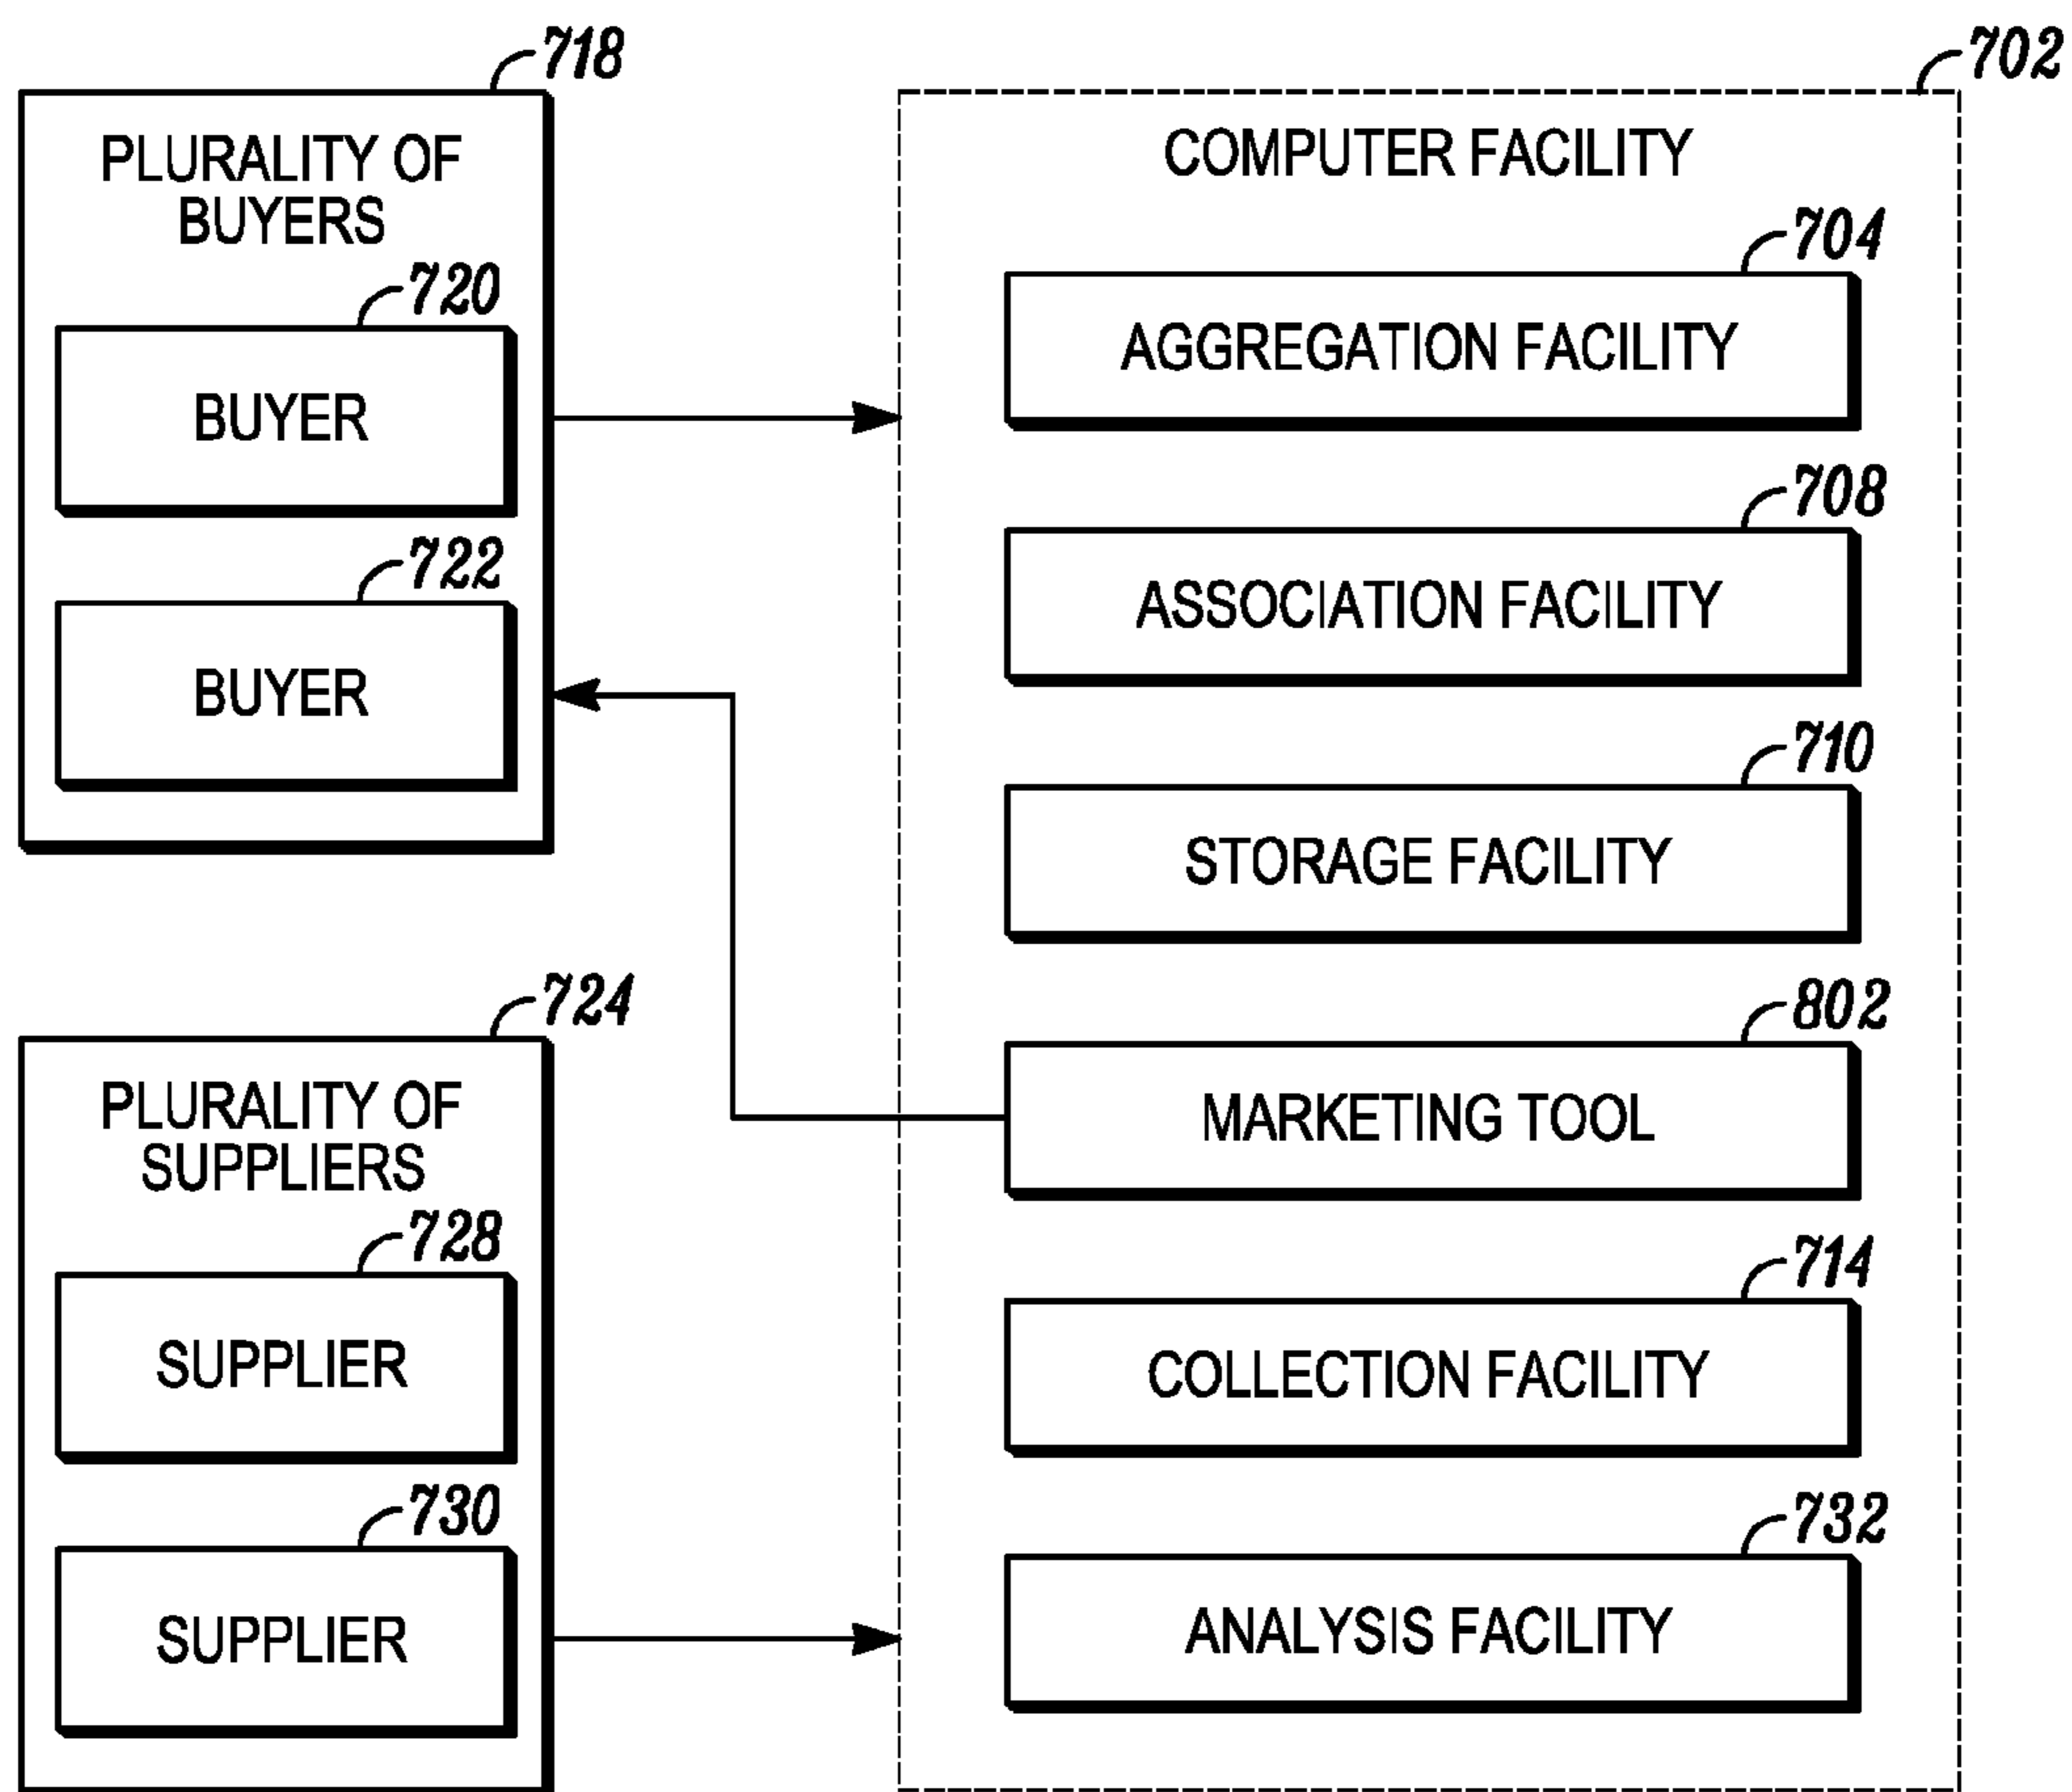 718
PLURALITY OF
BUYERS
720
BUYER
722
BUYER
724
PLURALITY OF
SUPPLIERS
728
SUPPLIER
730
SUPPLIER
702
COMPUTER FACILITY
704
AGGREGATION FACILITY
708
ASSOCIATION FACILITY
710
STORAGE FACILITY
802
MARKETING TOOL
714
COLLECTION FACILITY
732
ANALYSIS FACILITY